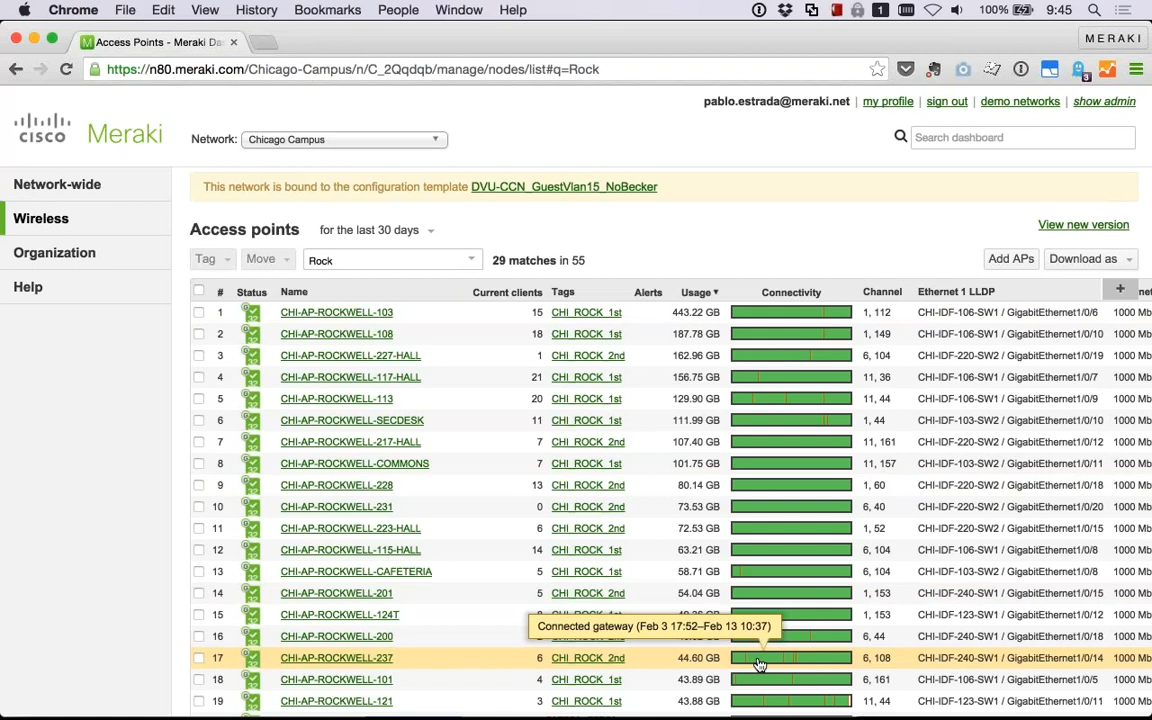 Chrome File Edit View History Bookmarks People Window Help 1 100% 9:45
Access Points - Meraki Da
MERAKI
https://n80.meraki.com/Chicago-Campus/n/C_2Qqdqb/manage/nodes/list#q=Rock 3
pablo.estrada@meraki.net | my profile | sign out | demo networks | show admin
CISCO Meraki
Network: Chicago Campus
Search dashboard
Network-wide
Wireless
Organization
Help
This network is bound to the configuration template DVU-CCN_GuestVlan15_NoBecker
Access points for the last 30 days
View new version
Tag Move Rock 29 matches in 55 Add APs Download as
# Status Name Current clients Tags Alerts Usage▼ Connectivity Channel Ethernet 1 LLDP +
1 32 CHI-AP-ROCKWELL-103 15 CHI_ROCK_1st 443.22 GB 1, 112 CHI-IDF-106-SW1 / GigabitEthernet1/0/6 1000 Mb
2 32 CHI-AP-ROCKWELL-108 18 CHI_ROCK_1st 187.78 GB 1, 149 CHI-IDF-106-SW1 / GigabitEthernet1/0/10 1000 Mb
3 32 CHI-AP-ROCKWELL-227-HALL 1 CHI_ROCK_2nd 162.96 GB 6, 104 CHI-IDF-220-SW2 / GigabitEthernet1/0/19 1000 Mb
4 32 CHI-AP-ROCKWELL-117-HALL 21 CHI_ROCK_1st 156.75 GB 11, 36 CHI-IDF-106-SW1 / GigabitEthernet1/0/7 1000 Mb
5 32 CHI-AP-ROCKWELL-113 20 CHI_ROCK_1st 129.90 GB 11, 44 CHI-IDF-106-SW1 / GigabitEthernet1/0/9 1000 Mb
6 32 CHI-AP-ROCKWELL-SECDESK 11 CHI_ROCK_1st 111.99 GB 1, 44 CHI-IDF-103-SW2 / GigabitEthernet1/0/10 1000 Mb
7 32 CHI-AP-ROCKWELL-217-HALL 7 CHI_ROCK_2nd 107.40 GB 11, 161 CHI-IDF-220-SW2 / GigabitEthernet1/0/12 1000 Mb
8 32 CHI-AP-ROCKWELL-COMMONS 7 CHI_ROCK_1st 101.75 GB 11, 157 CHI-IDF-103-SW2 / GigabitEthernet1/0/11 1000 Mb
9 32 CHI-AP-ROCKWELL-228 13 CHI_ROCK_2nd 80.14 GB 1, 60 CHI-IDF-220-SW2 / GigabitEthernet1/0/18 1000 Mb
10 32 CHI-AP-ROCKWELL-231 0 CHI_ROCK_2nd 73.53 GB 6, 40 CHI-IDF-220-SW2 / GigabitEthernet1/0/20 1000 Mb
11 32 CHI-AP-ROCKWELL-223-HALL 6 CHI_ROCK_2nd 72.53 GB 1, 52 CHI-IDF-220-SW2 / GigabitEthernet1/0/15 1000 Mb
12 32 CHI-AP-ROCKWELL-115-HALL 14 CHI_ROCK_1st 63.21 GB 6, 104 CHI-IDF-106-SW1 / GigabitEthernet1/0/8 1000 Mb
13 32 CHI-AP-ROCKWELL-CAFETERIA 5 CHI_ROCK_1st 58.71 GB 6, 104 CHI-IDF-103-SW2 / GigabitEthernet1/0/8 1000 Mb
14 32 CHI-AP-ROCKWELL-201 5 CHI_ROCK_2nd 54.04 GB 1, 153 CHI-IDF-240-SW1 / GigabitEthernet1/0/15 1000 Mb
15 32 CHI-AP-ROCKWELL-124T 1, 153 CHI-IDF-123-SW1 / GigabitEthernet1/0/12 1000 Mb
16 32 CHI-AP-ROCKWELL-200 6, 44 CHI-IDF-240-SW1 / GigabitEthernet1/0/18 1000 Mb
Connected gateway (Feb 3 17:52–Feb 13 10:37)
17 32 CHI-AP-ROCKWELL-237 6 CHI_ROCK_2nd 44.60 GB 6, 108 CHI-IDF-240-SW1 / GigabitEthernet1/0/14 1000 Mb
18 32 CHI-AP-ROCKWELL-101 4 CHI_ROCK_1st 43.89 GB 6, 161 CHI-IDF-106-SW1 / GigabitEthernet1/0/5 1000 Mb
19 32 CHI-AP-ROCKWELL-121 3 CHI_ROCK_1st 43.88 GB 11, 44 CHI-IDF-123-SW1 / GigabitEthernet1/0/11 1000 Mb